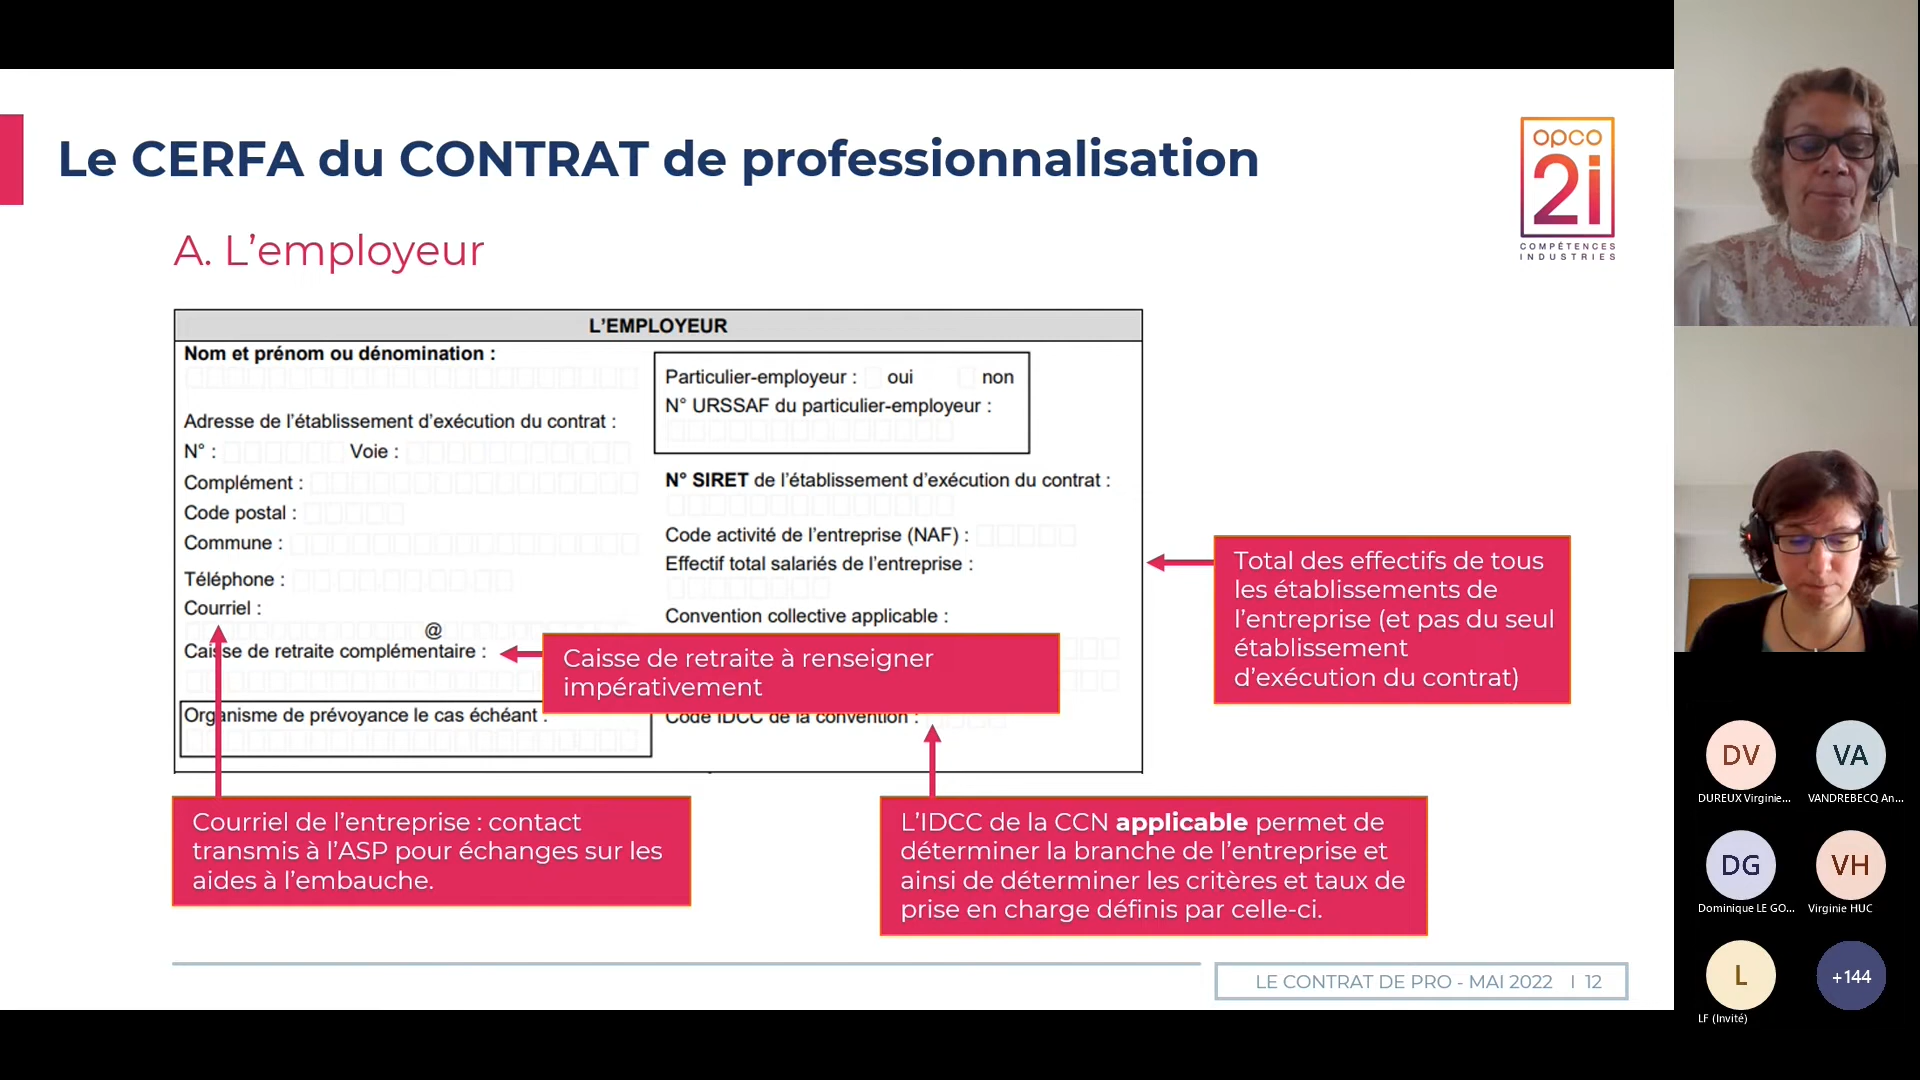 Le CERFA du CONTRAT de professionnalisation
opco
2i
COMPÉTENCES
INDUSTRIES
A. L'employeur
L'EMPLOYEUR
Nom et prénom ou dénomination :
Adresse de l'établissement d'exécution du contrat :
N° : Voie :
Complément :
Code postal :
Commune :
Téléphone :
Courriel :
@
Caisse de retraite complémentaire :
Organisme de prévoyance le cas échéant :
Particulier-employeur : oui non
N° URSSAF du particulier-employeur :
N° SIRET de l'établissement d'exécution du contrat :
Code activité de l'entreprise (NAF) :
Effectif total salariés de l'entreprise :
Convention collective applicable :
Code IDCC de la convention :
Caisse de retraite à renseigner
impérativement
Total des effectifs de tous
les établissements de
l'entreprise (et pas du seul
établissement
d'exécution du contrat)
Courriel de l'entreprise : contact
transmis à l'ASP pour échanges sur les
aides à l'embauche.
L'IDCC de la CCN applicable permet de
déterminer la branche de l'entreprise et
ainsi de déterminer les critères et taux de
prise en charge définis par celle-ci.
LE CONTRAT DE PRO - MAI 2022 I 12
DV
DUREUX Virginie...
VA
VANDREBECQ An...
DG
Dominique LE GO...
VH
Virginie HUC
L
LF (Invité)
+144